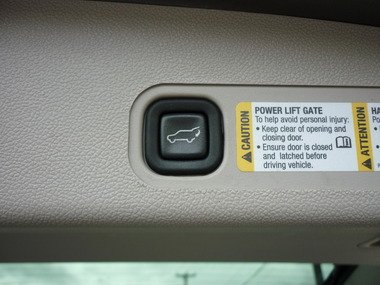 CAUTION
POWER LIFT GATE
To help avoid personal injury:
• Keep clear of opening and
closing door.
• Ensure door is closed
and latched before
driving vehicle.
ATTENTION